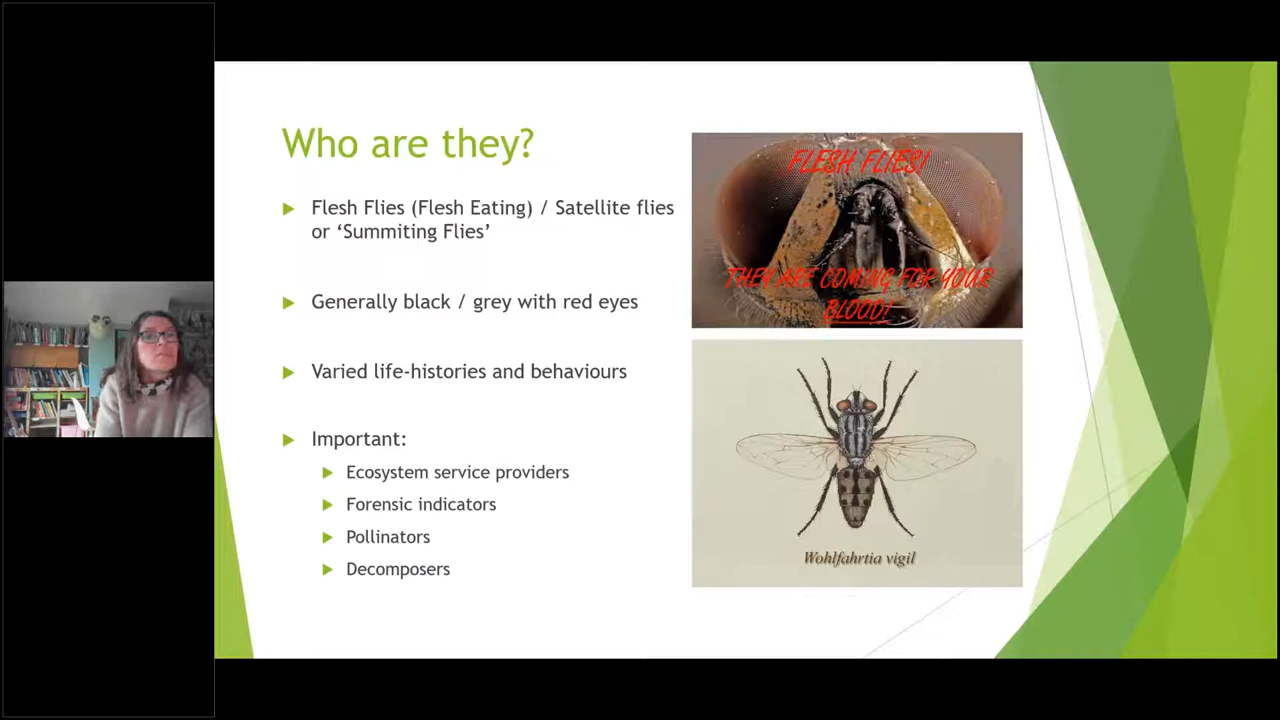 Who are they?
Flesh Flies (Flesh Eating) / Satellite flies
or ‘Summiting Flies’
Generally black / grey with red eyes
Varied life-histories and behaviours
Important:
Ecosystem service providers
Forensic indicators
Pollinators
Decomposers
FLESH FLIES!
THEY ARE COMING FOR YOUR
BLOOD!
Wohlfahrtia vigil